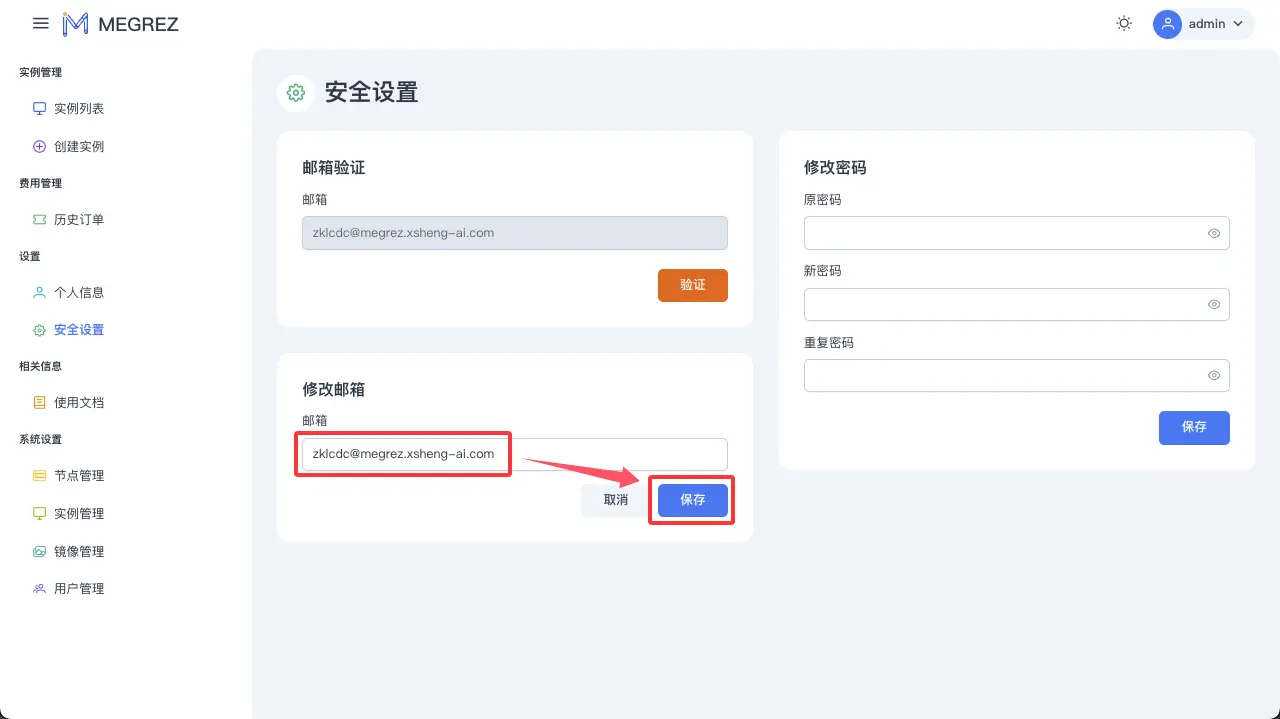 MEGREZ
admin
实例管理
实例列表
创建实例
费用管理
历史订单
设置
个人信息
安全设置
相关信息
使用文档
系统设置
节点管理
实例管理
镜像管理
用户管理
安全设置
邮箱验证
邮箱
zklcdc@megrez.xsheng-ai.com
验证
修改邮箱
邮箱
zklcdc@megrez.xsheng-ai.com
取消
保存
修改密码
原密码
新密码
重复密码
保存